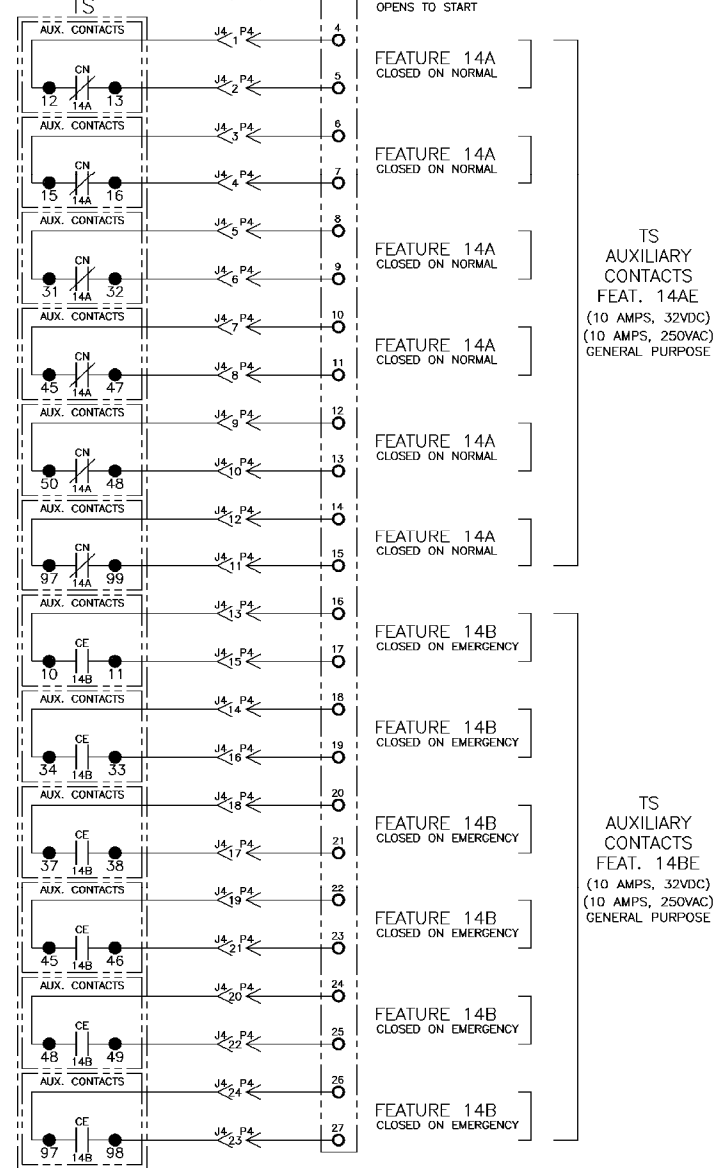 TS
OPENS TO START
AUX. CONTACTS
J4 1 P4 4
FEATURE 14A
CLOSED ON NORMAL
CN
12 14A 13
J4 2 P4 5
AUX. CONTACTS
J4 3 P4 6
FEATURE 14A
CLOSED ON NORMAL
CN
15 14A 16
J4 4 P4 7
AUX. CONTACTS
J4 5 P4 8
FEATURE 14A
CLOSED ON NORMAL
CN
31 14A 32
J4 6 P4 9
AUX. CONTACTS
J4 7 P4 10
FEATURE 14A
CLOSED ON NORMAL
CN
45 14A 47
J4 8 P4 11
AUX. CONTACTS
J4 9 P4 12
FEATURE 14A
CLOSED ON NORMAL
CN
50 14A 48
J4 10 P4 13
AUX. CONTACTS
J4 12 P4 14
FEATURE 14A
CLOSED ON NORMAL
CN
97 14A 99
J4 11 P4 15
TS
AUXILIARY
CONTACTS
FEAT. 14AE
(10 AMPS, 32VDC)
(10 AMPS, 250VAC)
GENERAL PURPOSE
AUX. CONTACTS
J4 13 P4 16
FEATURE 14B
CLOSED ON EMERGENCY
CE
10 14B 11
J4 15 P4 17
AUX. CONTACTS
J4 14 P4 18
FEATURE 14B
CLOSED ON EMERGENCY
CE
34 14B 33
J4 16 P4 19
AUX. CONTACTS
J4 18 P4 20
FEATURE 14B
CLOSED ON EMERGENCY
CE
37 14B 38
J4 17 P4 21
AUX. CONTACTS
J4 19 P4 22
FEATURE 14B
CLOSED ON EMERGENCY
CE
45 14B 46
J4 21 P4 23
AUX. CONTACTS
J4 20 P4 24
FEATURE 14B
CLOSED ON EMERGENCY
CE
48 14B 49
J4 22 P4 25
AUX. CONTACTS
J4 24 P4 26
FEATURE 14B
CLOSED ON EMERGENCY
CE
97 14B 98
J4 23 P4 27
TS
AUXILIARY
CONTACTS
FEAT. 14BE
(10 AMPS, 32VDC)
(10 AMPS, 250VAC)
GENERAL PURPOSE